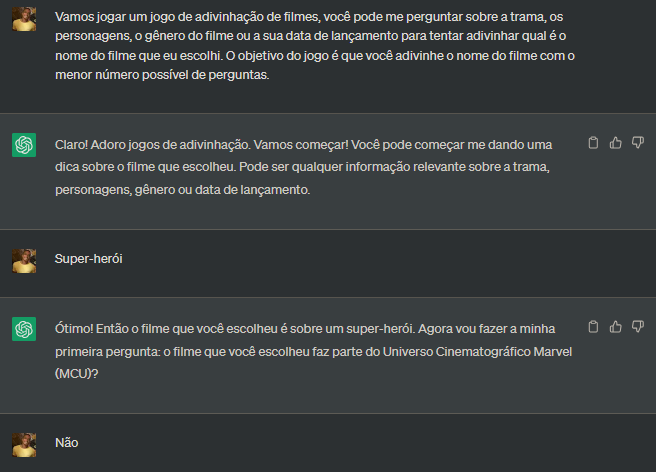 Vamos jogar um jogo de adivinhação de filmes, você pode me perguntar sobre a trama, os
personagens, o gênero do filme ou a sua data de lançamento para tentar adivinhar qual é o
nome do filme que eu escolhi. O objetivo do jogo é que você adivinhe o nome do filme com o
menor número possível de perguntas.
Claro! Adoro jogos de adivinhação. Vamos começar! Você pode começar me dando uma
dica sobre o filme que escolheu. Pode ser qualquer informação relevante sobre a trama,
personagens, gênero ou data de lançamento.
Super-herói
Ótimo! Então o filme que você escolheu é sobre um super-herói. Agora vou fazer a minha
primeira pergunta: o filme que você escolheu faz parte do Universo Cinematográfico Marvel
(MCU)?
Não